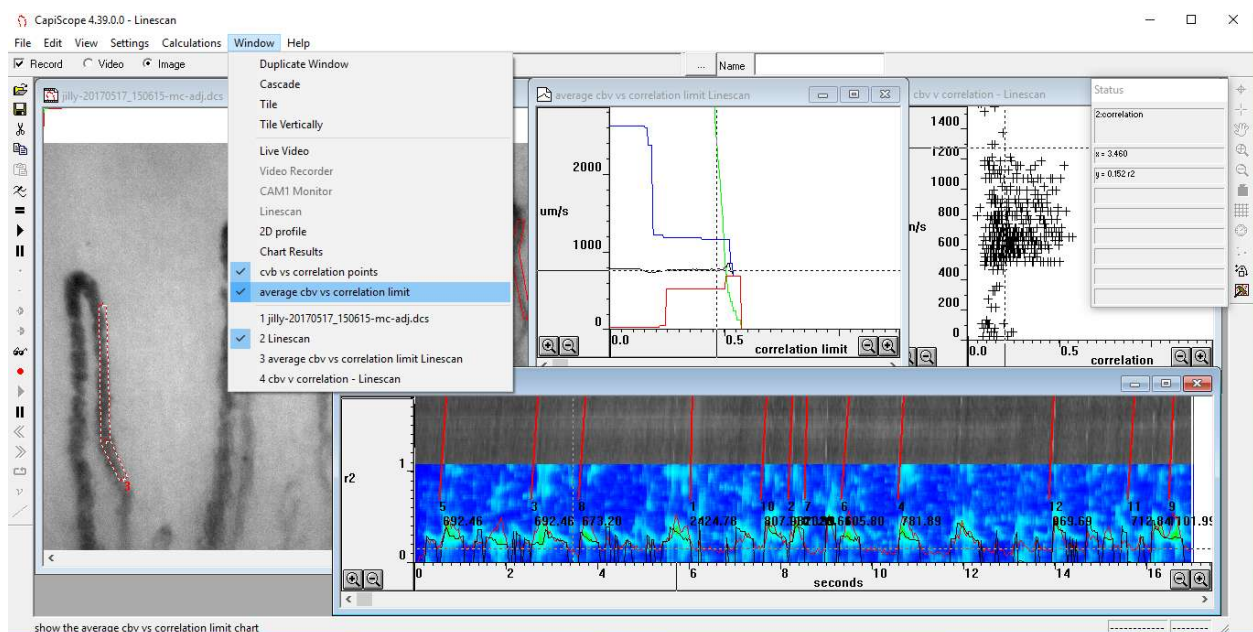 CapiScope 4.39.0.0 - Linescan
File Edit View Settings Calculations Window Help
Record Video Image ... Name
Duplicate Window
Cascade
Tile
Tile Vertically
Live Video
Video Recorder
CAM1 Monitor
Linescan
2D profile
Chart Results
cvb vs correlation points
average cbv vs correlation limit
1 jilly-20170517_150615-mc-adj.dcs
2 Linescan
3 average cbv vs correlation limit Linescan
4 cbv v correlation - Linescan
jilly-20170517_150615-mc-adj.dcs
3
average cbv vs correlation limit Linescan
2000
um/s
1000
0
0.0 0.5
correlation limit
cbv v correlation - Linescan
1400
1200
1000
800
600
400
200
0
0.0 0.5
correlation
Status
2:correlation
x = 3.460
y = 0.152 r2
r2
1
0
5 3 8 1 10 2 7 6 4 12 11 9
692.46 692.46 673.20 2424.78 781.89 969.69
0 2 4 6 8 10 12 14 16
seconds
show the average cbv vs correlation limit chart